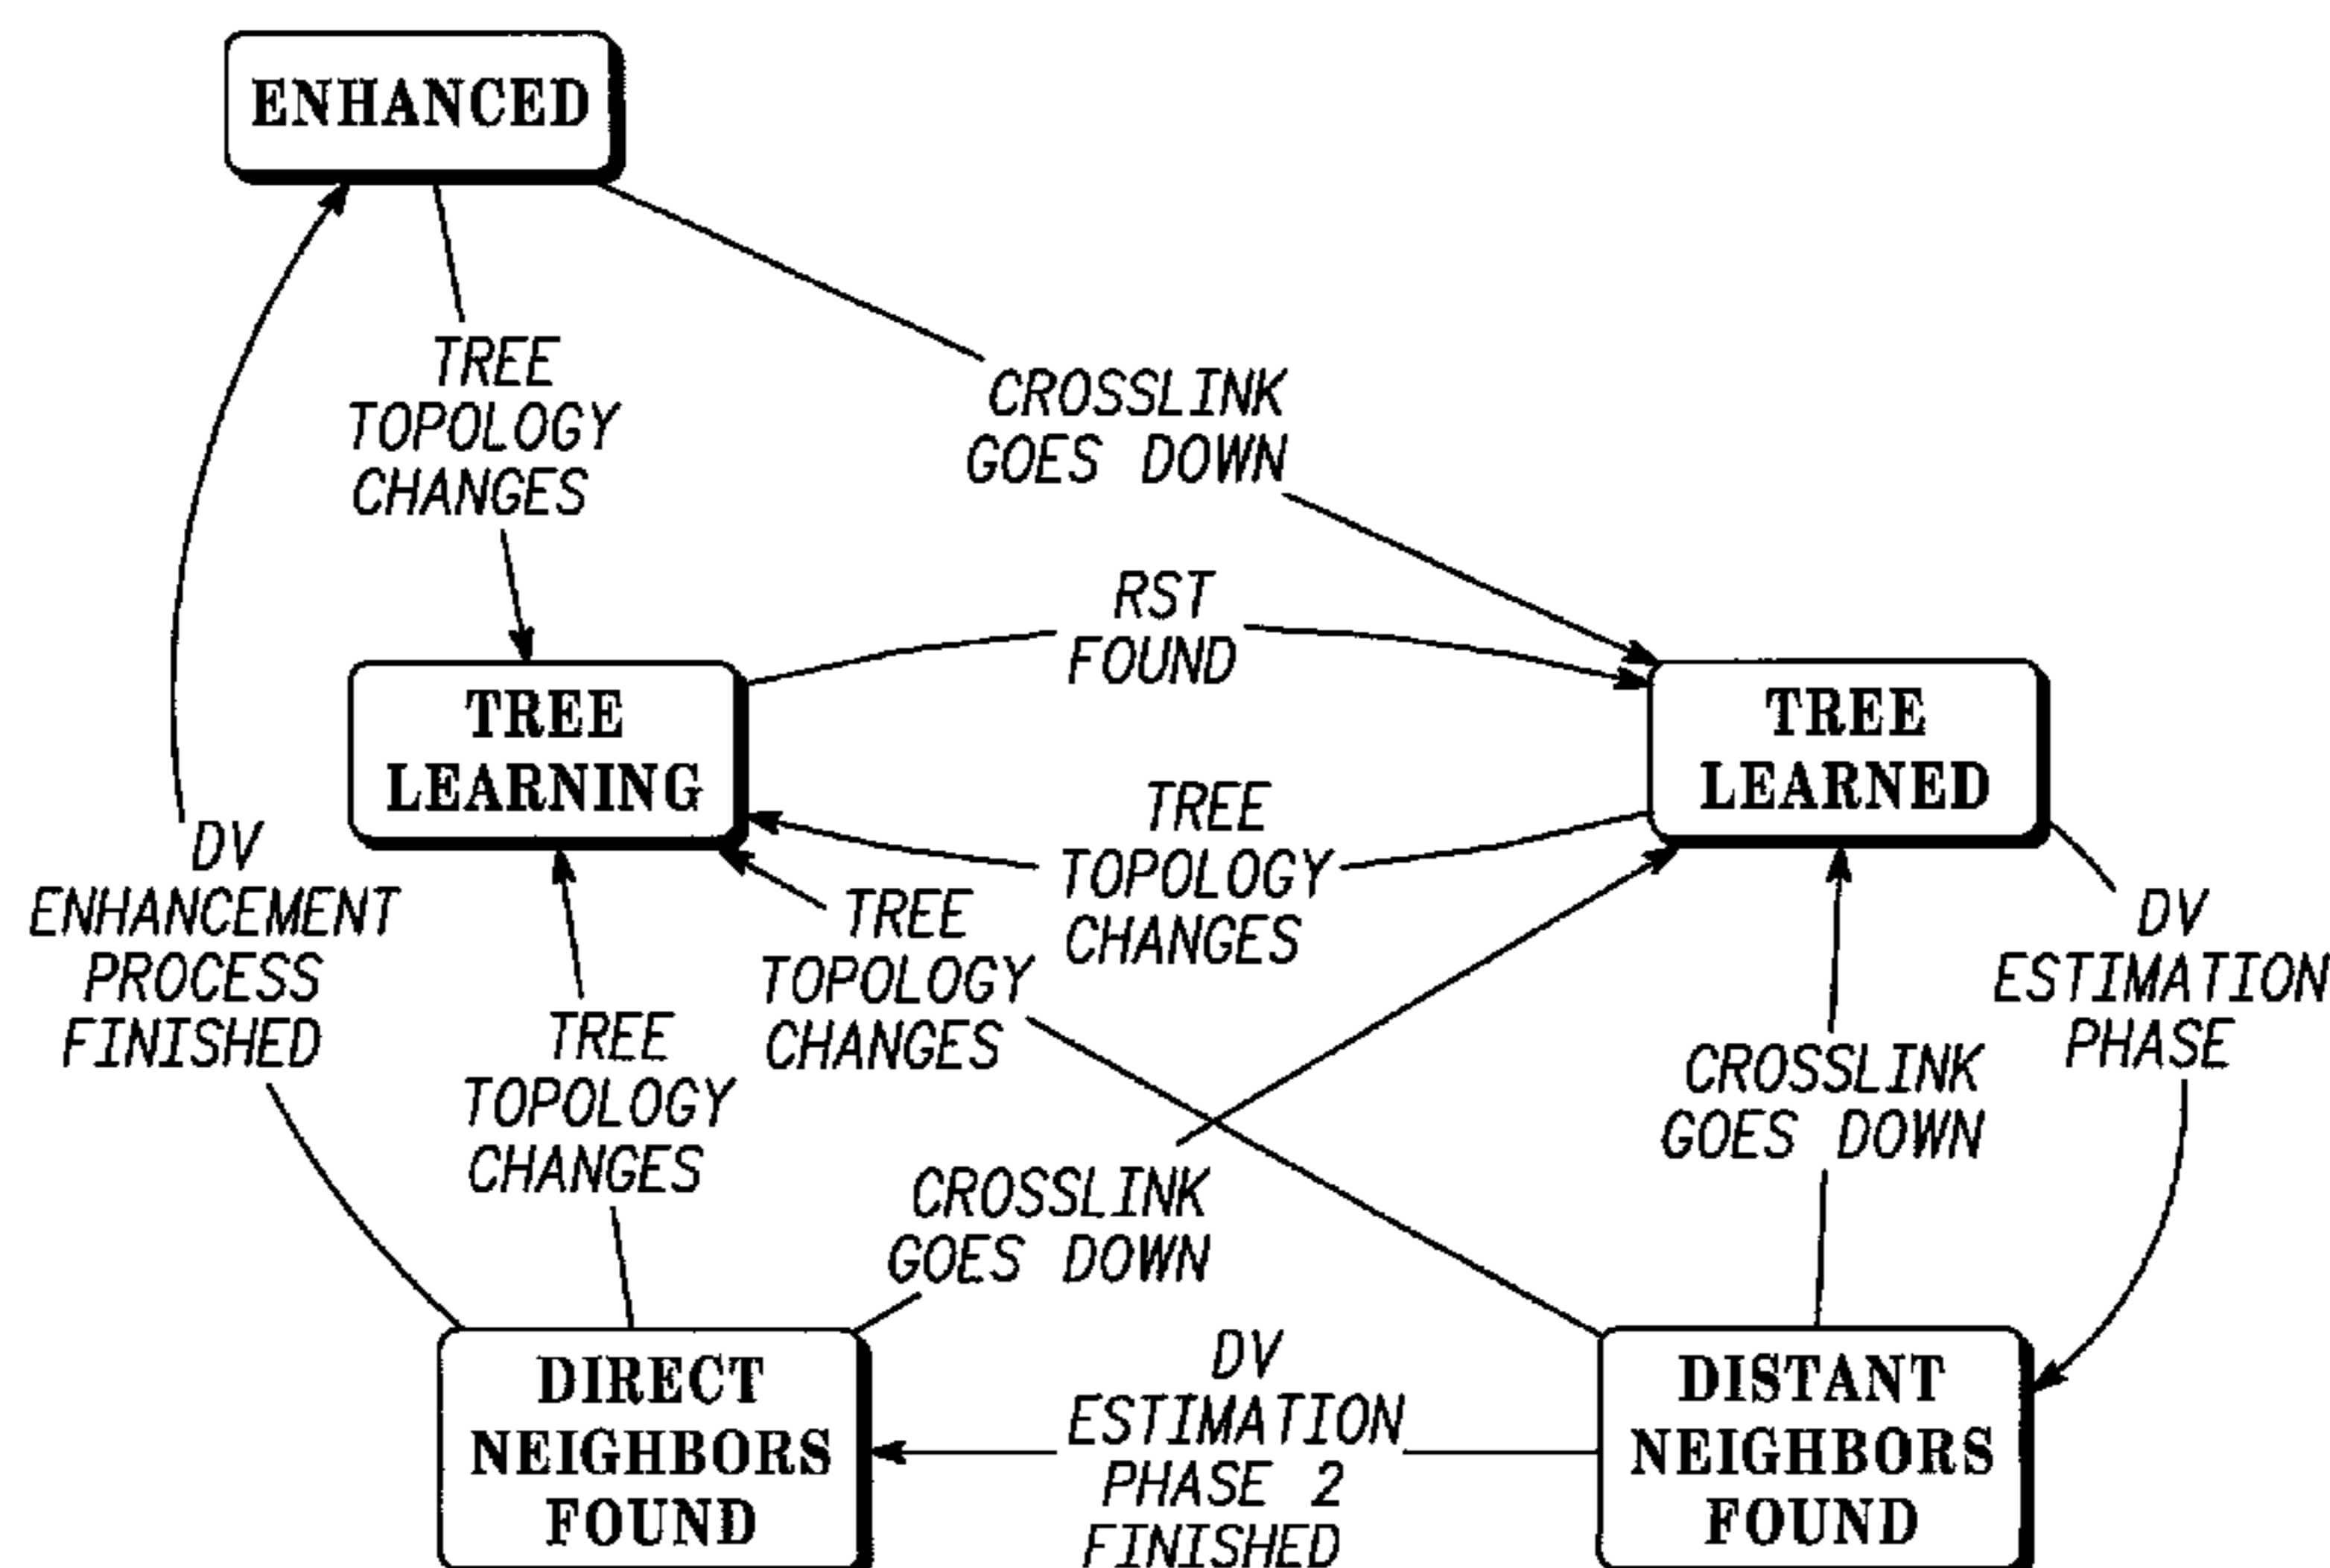 ENHANCED
TREE
TOPOLOGY
CHANGES
CROSSLINK
GOES DOWN
RST
FOUND
TREE
LEARNING
TREE
LEARNED
TREE
TOPOLOGY
CHANGES
DV
ENHANCEMENT
PROCESS
FINISHED
TREE
TOPOLOGY
CHANGES
DV
ESTIMATION
PHASE
TREE
TOPOLOGY
CHANGES
CROSSLINK
GOES DOWN
CROSSLINK
GOES DOWN
DIRECT
NEIGHBORS
FOUND
DV
ESTIMATION
PHASE 2
FINISHED
DISTANT
NEIGHBORS
FOUND